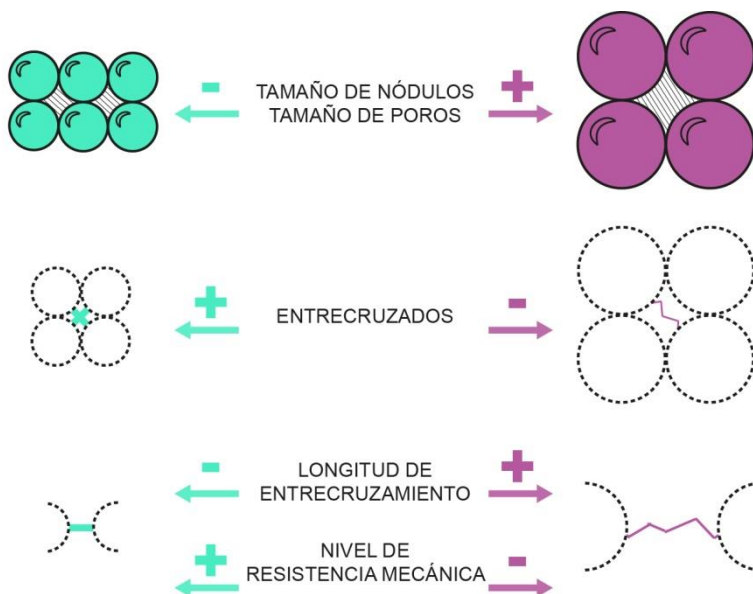 - TAMAÑO DE NÓDULOS +
TAMAÑO DE POROS
+ ENTRECRUZADOS -
- LONGITUD DE +
ENTRECRUZAMIENTO
+ NIVEL DE -
RESISTENCIA MECÁNICA